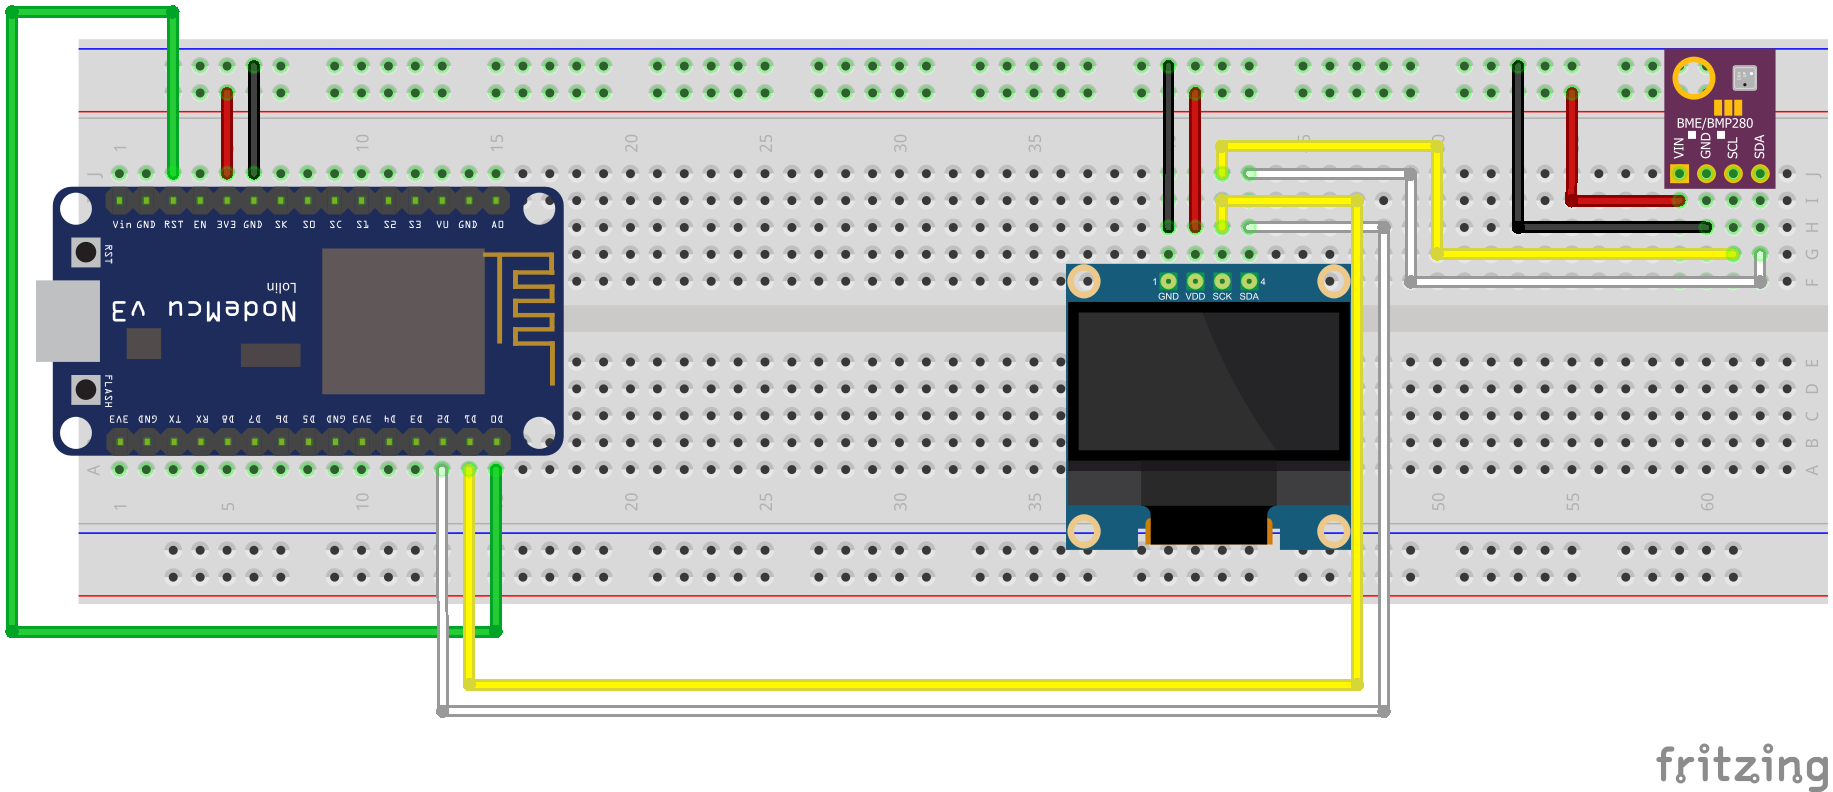 1 5 10 15 20 25 30 35 50
J
J
I
H
G
F
Vin GND RST EN 3V3 GND SK SO SC S1 S2 S3 VU GND AO
RST
Lolin
NodeMcu v3
FLASH
3V3 GND TX RX D8 D7 D6 D5 GND 3V3 D4 D3 D2 D1 D0
BME/BMP280
VIN GND SCL SDA
1 4
GND VDD SCK SDA
E
D
C
B
A
A
1 5 10 20 25 30 35 50 55 60
fritzing